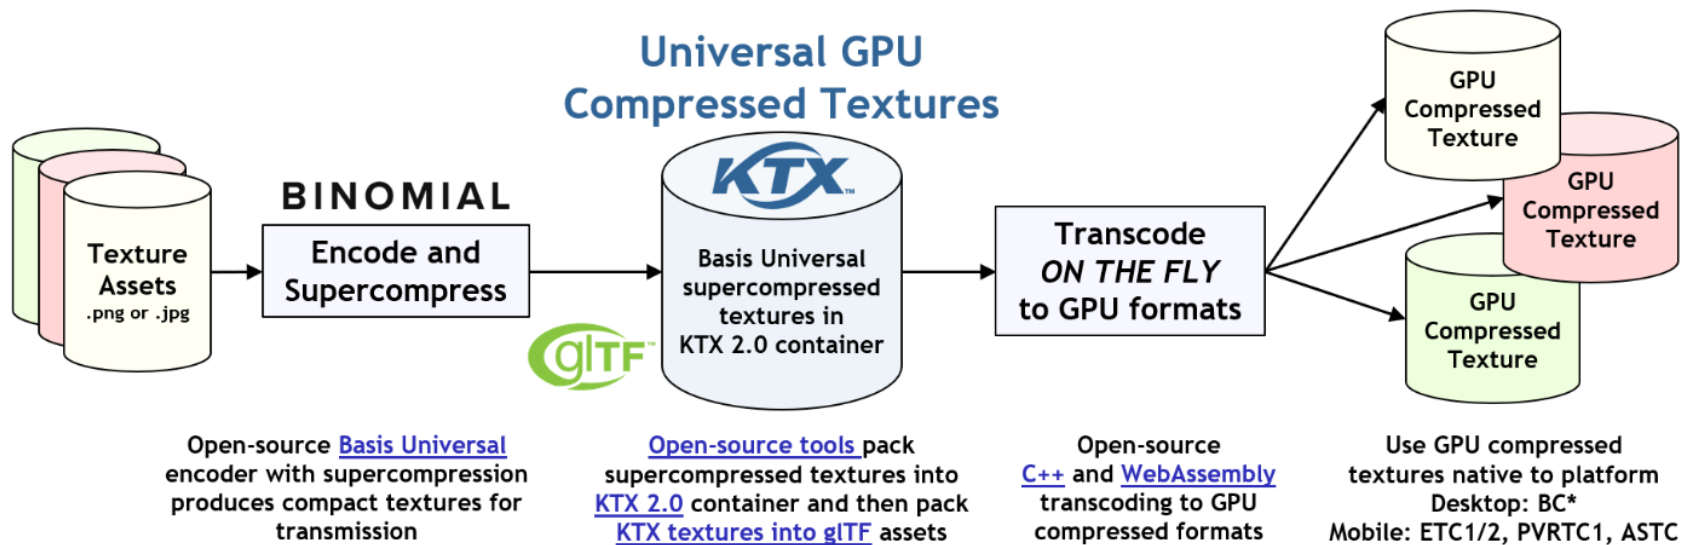 Universal GPU
Compressed Textures
Texture
Assets
.png or .jpg
BINOMIAL
Encode and
Supercompress
glTF™
KTX™
Basis Universal
supercompressed
textures in
KTX 2.0 container
Transcode
ON THE FLY
to GPU formats
GPU
Compressed
Texture
GPU
Compressed
Texture
GPU
Compressed
Texture
Open-source Basis Universal
encoder with supercompression
produces compact textures for
transmission
Open-source tools pack
supercompressed textures into
KTX 2.0 container and then pack
KTX textures into glTF assets
Open-source
C++ and WebAssembly
transcoding to GPU
compressed formats
Use GPU compressed
textures native to platform
Desktop: BC*
Mobile: ETC1/2, PVRTC1, ASTC